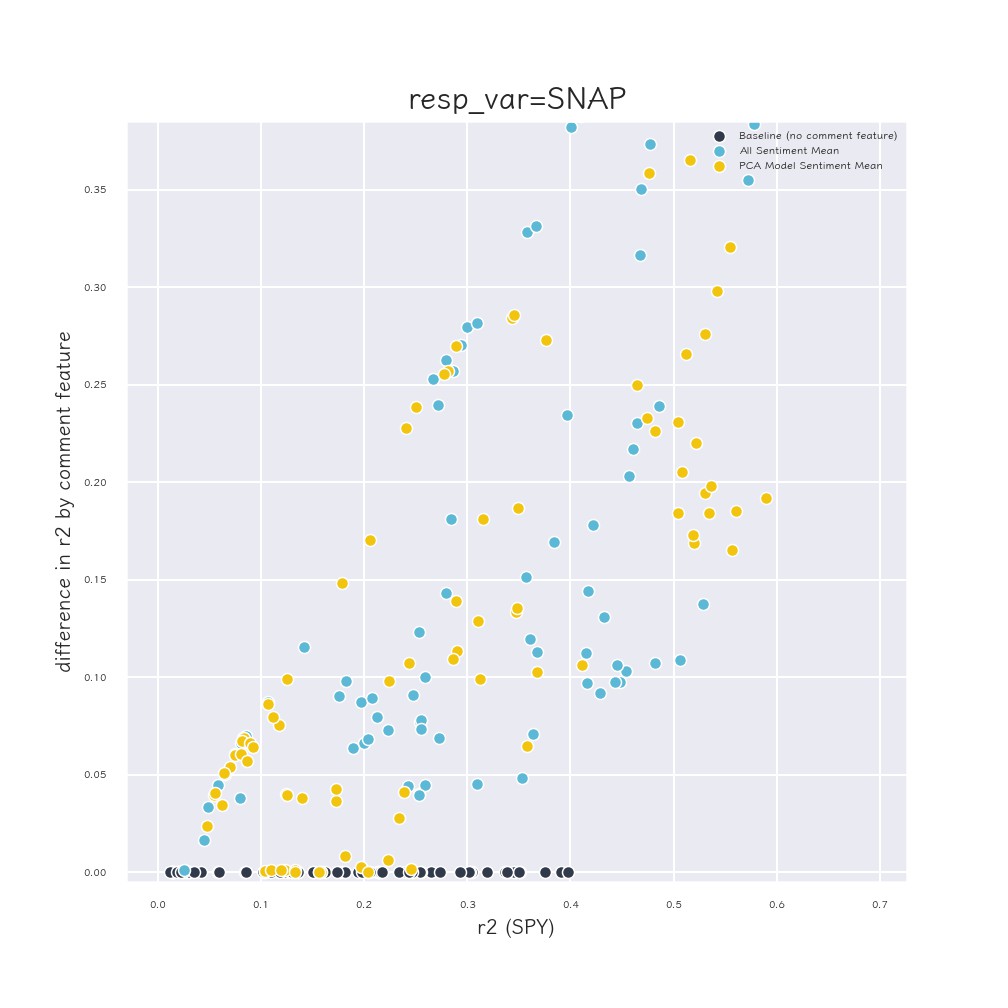 resp_var=SNAP
Baseline (no comment feature)
All Sentiment Mean
PCA Model Sentiment Mean
difference in r2 by comment feature
0.35
0.30
0.25
0.20
0.15
0.10
0.05
0.00
0.0 0.1 0.2 0.3 0.4 0.5 0.6 0.7
r2 (SPY)